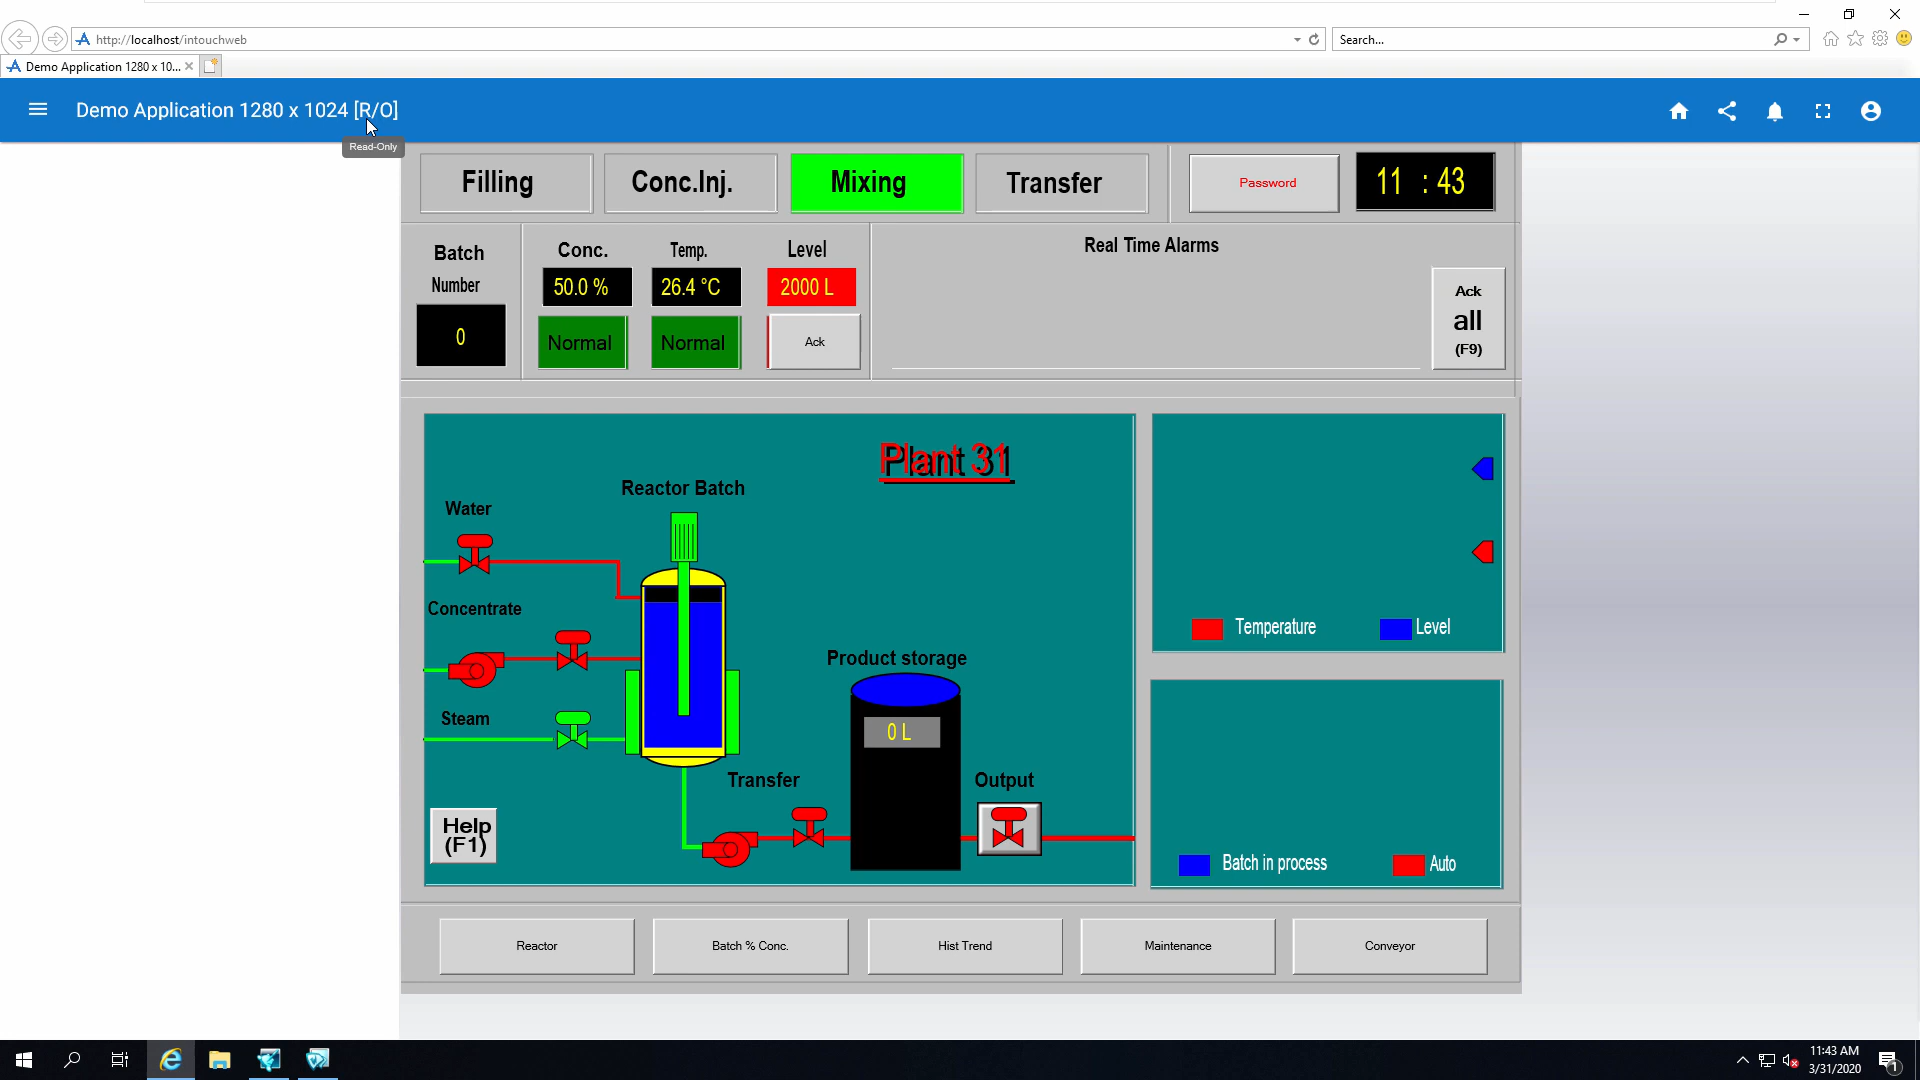 http://localhost/intouchweb
Search...
Demo Application 1280 x 10...
Demo Application 1280 x 1024 [R/O]
Read-Only
Filling
Conc.Inj.
Mixing
Transfer
Password
11 : 43
Batch
Number
0
Conc.
Temp.
Level
50.0 %
26.4 °C
2000 L
Normal
Normal
Ack
Real Time Alarms
Ack
all
(F9)
Plant 31
Reactor Batch
Water
Concentrate
Steam
Product storage
0 L
Transfer
Output
Help
(F1)
Temperature
Level
Batch in process
Auto
Reactor
Batch % Conc.
Hist Trend
Maintenance
Conveyor
11:43 AM
3/31/2020
1